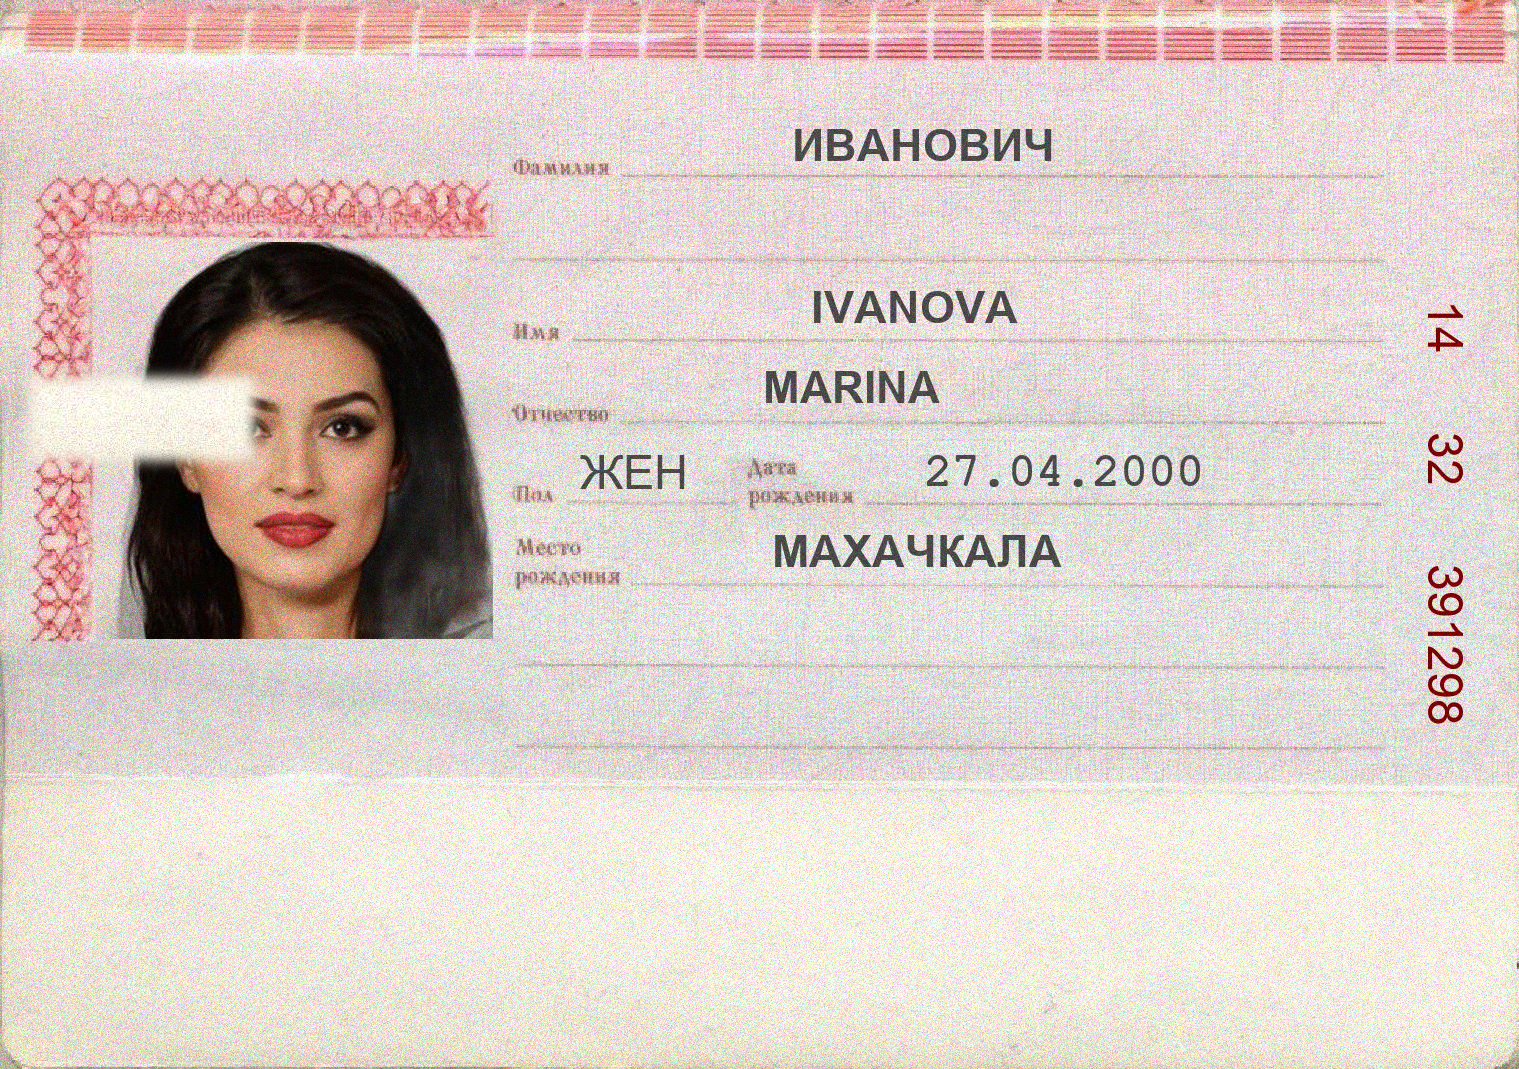 Фамилия ИВАНОВИЧ
Имя IVANOVA
Отчество MARINA
Пол ЖЕН Дата рождения 27.04.2000
Место рождения МАХАЧКАЛА
14 32 391298